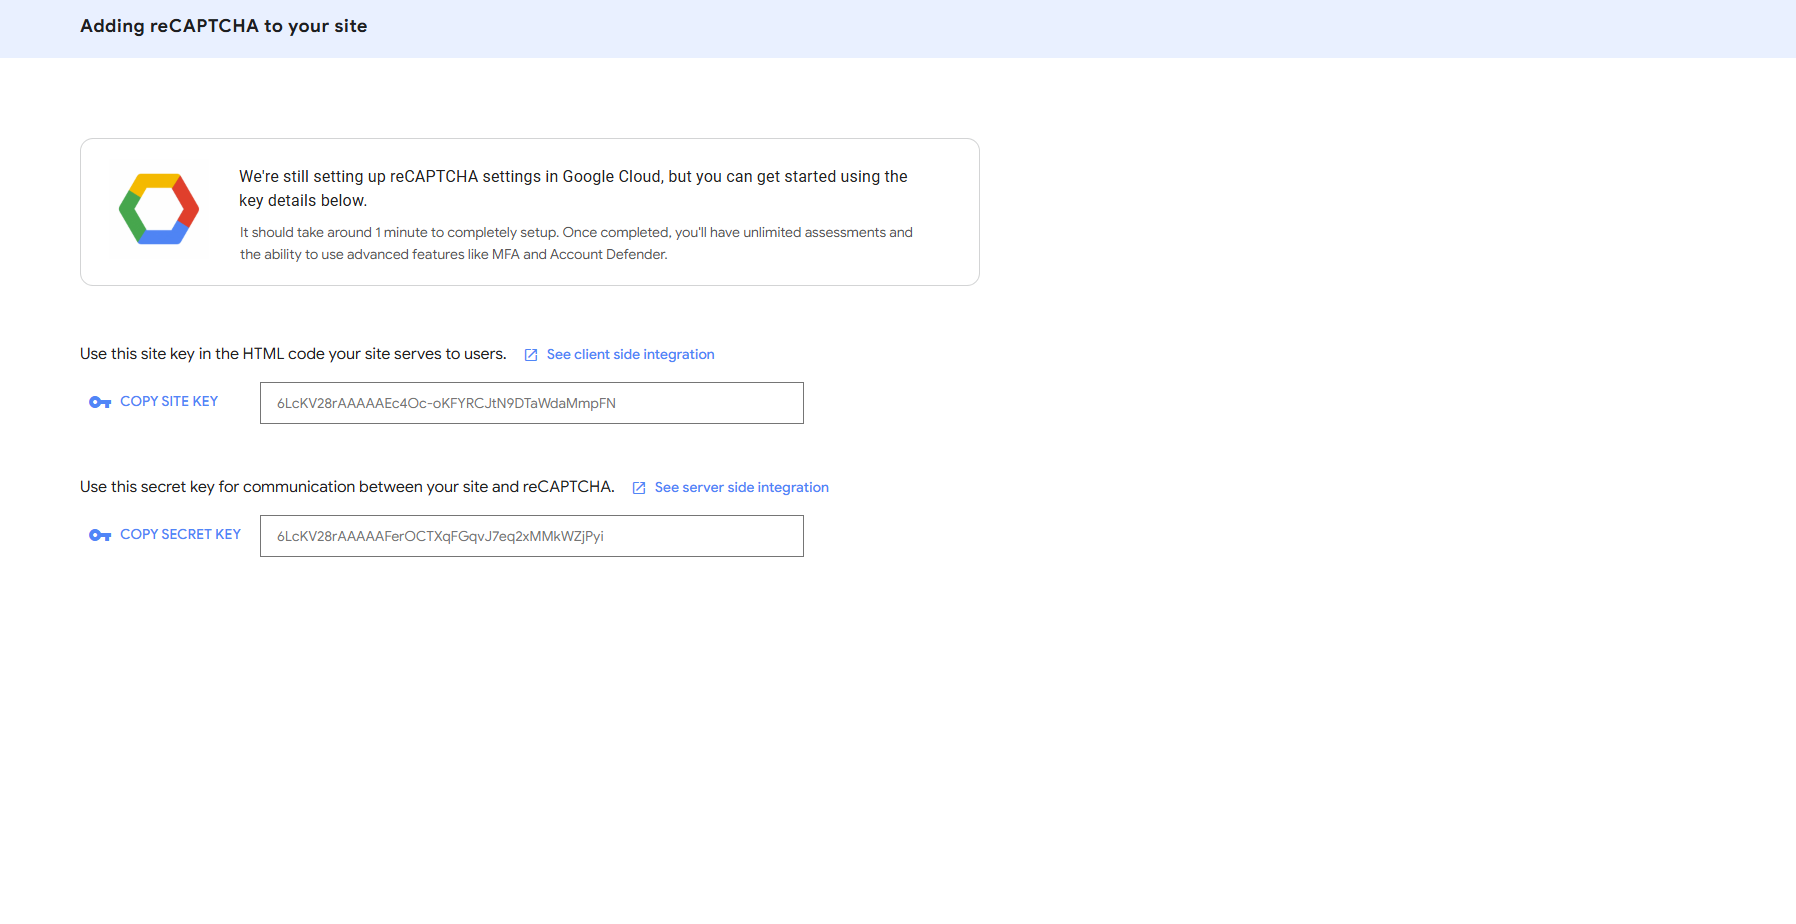 Adding reCAPTCHA to your site
We're still setting up reCAPTCHA settings in Google Cloud, but you can get started using the
key details below.
It should take around 1 minute to completely setup. Once completed, you'll have unlimited assessments and
the ability to use advanced features like MFA and Account Defender.
Use this site key in the HTML code your site serves to users. See client side integration
COPY SITE KEY 6LcKV28rAAAAAEc4Oc-oKFYRCJtN9DTaWdaMmpFN
Use this secret key for communication between your site and reCAPTCHA. See server side integration
COPY SECRET KEY 6LcKV28rAAAAAFerOCTXqFGqvJ7eq2xMMkWZjPyi